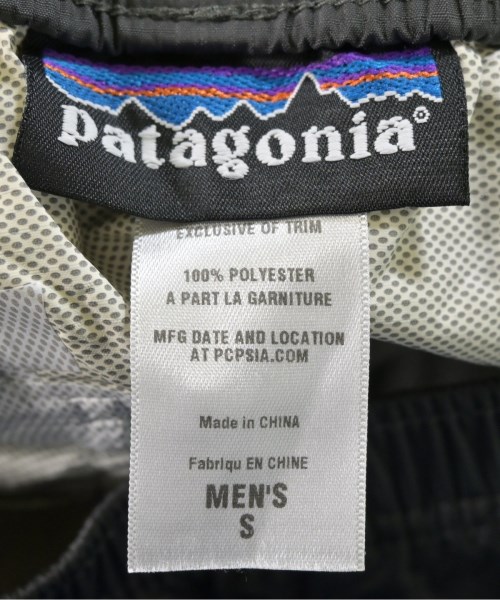 patagonia®
EXCLUSIVE OF TRIM
100% POLYESTER
A PART LA GARNITURE
MFG DATE AND LOCATION
AT PCPSIA.COM
Made in CHINA
Fabriqu EN CHINE
MEN'S
S